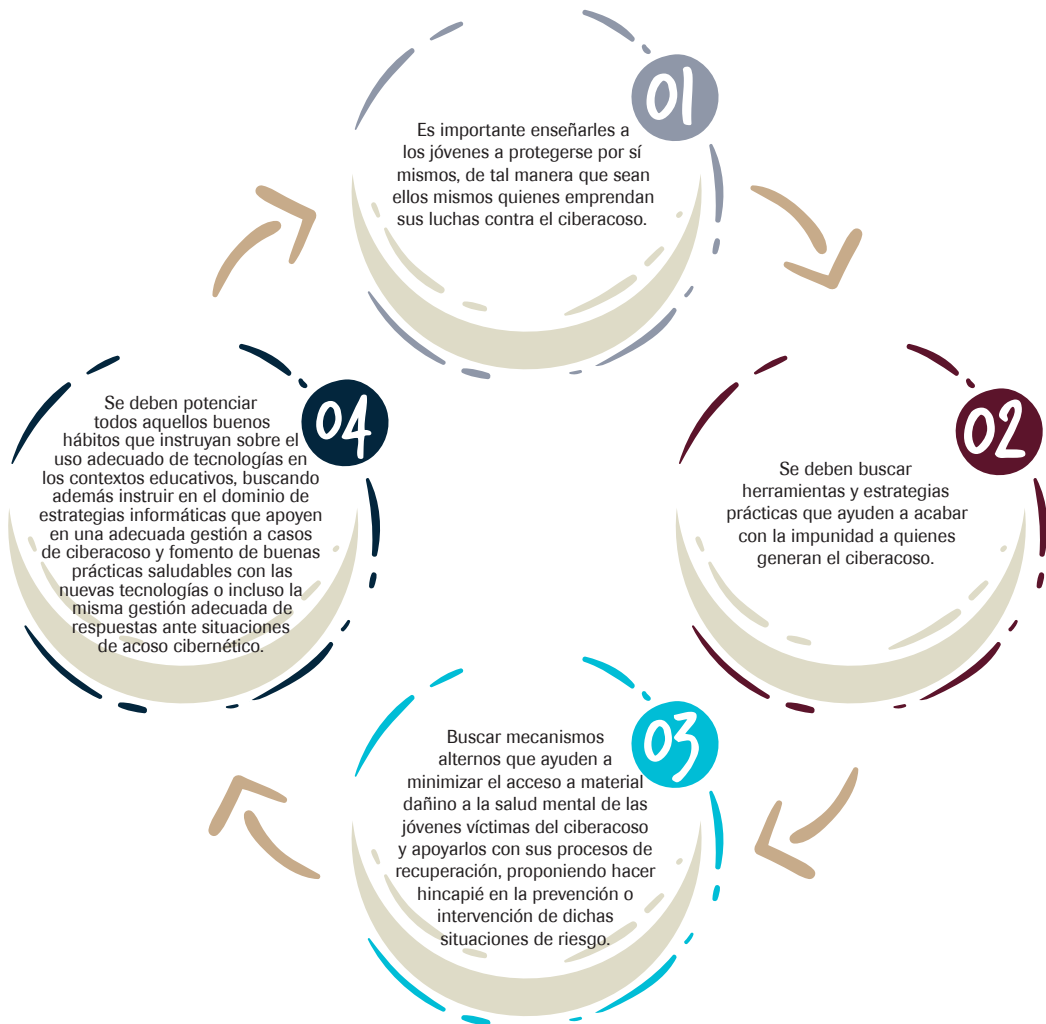 01
Es importante enseñarles a
los jóvenes a protegerse por sí
mismos, de tal manera que sean
ellos mismos quienes emprendan
sus luchas contra el ciberacoso.
02
Se deben buscar
herramientas y estrategias
prácticas que ayuden a acabar
con la impunidad a quienes
generan el ciberacoso.
03
Buscar mecanismos
alternos que ayuden a
minimizar el acceso a material
dañino a la salud mental de las
jóvenes víctimas del ciberacoso
y apoyarlos con sus procesos de
recuperación, proponiendo hacer
hincapié en la prevención o
intervención de dichas
situaciones de riesgo.
04
Se deben potenciar
todos aquellos buenos
hábitos que instruyan sobre el
uso adecuado de tecnologías en
los contextos educativos, buscando
además instruir en el dominio de
estrategias informáticas que apoyen
en una adecuada gestión a casos
de ciberacoso y fomento de buenas
prácticas saludables con las
nuevas tecnologías o incluso la
misma gestión adecuada de
respuestas ante situaciones
de acoso cibernético.